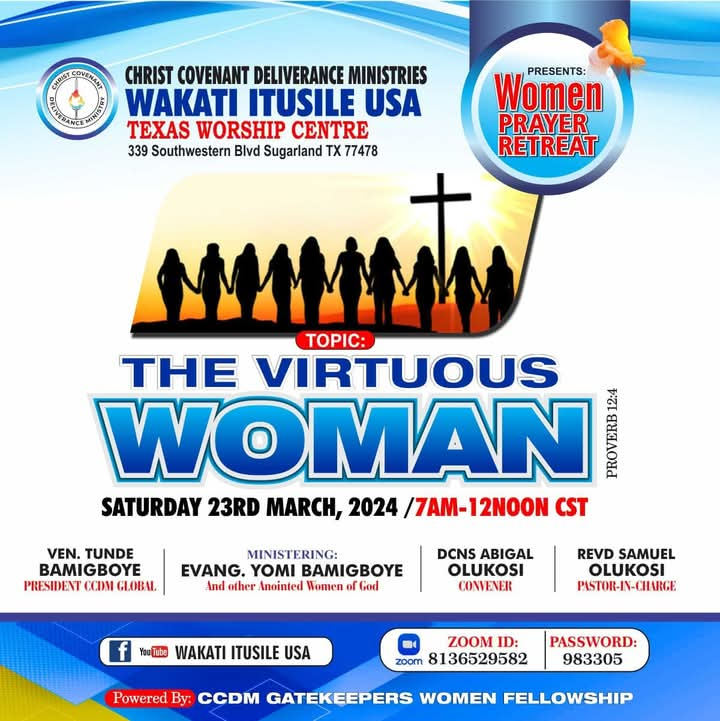 CHRIST COVENANT
DELIVERANCE MINISTRY
CHRIST COVENANT DELIVERANCE MINISTRIES
WAKATI ITUSILE USA
TEXAS WORSHIP CENTRE
339 Southwestern Blvd Sugarland TX 77478
PRESENTS:
Women
PRAYER
RETREAT
TOPIC:
THE VIRTUOUS
WOMAN
PROVERB 12:4
SATURDAY 23RD MARCH, 2024 /7AM-12NOON CST
VEN. TUNDE
BAMIGBOYE
PRESIDENT CCDM GLOBAL
MINISTERING:
EVANG. YOMI BAMIGBOYE
And other Anointed Women of God
DCNS ABIGAL
OLUKOSI
CONVENER
REVD SAMUEL
OLUKOSI
PASTOR-IN-CHARGE
f YouTube WAKATI ITUSILE USA
zoom
ZOOM ID:
8136529582
PASSWORD:
983305
Powered By: CCDM GATEKEEPERS WOMEN FELLOWSHIP